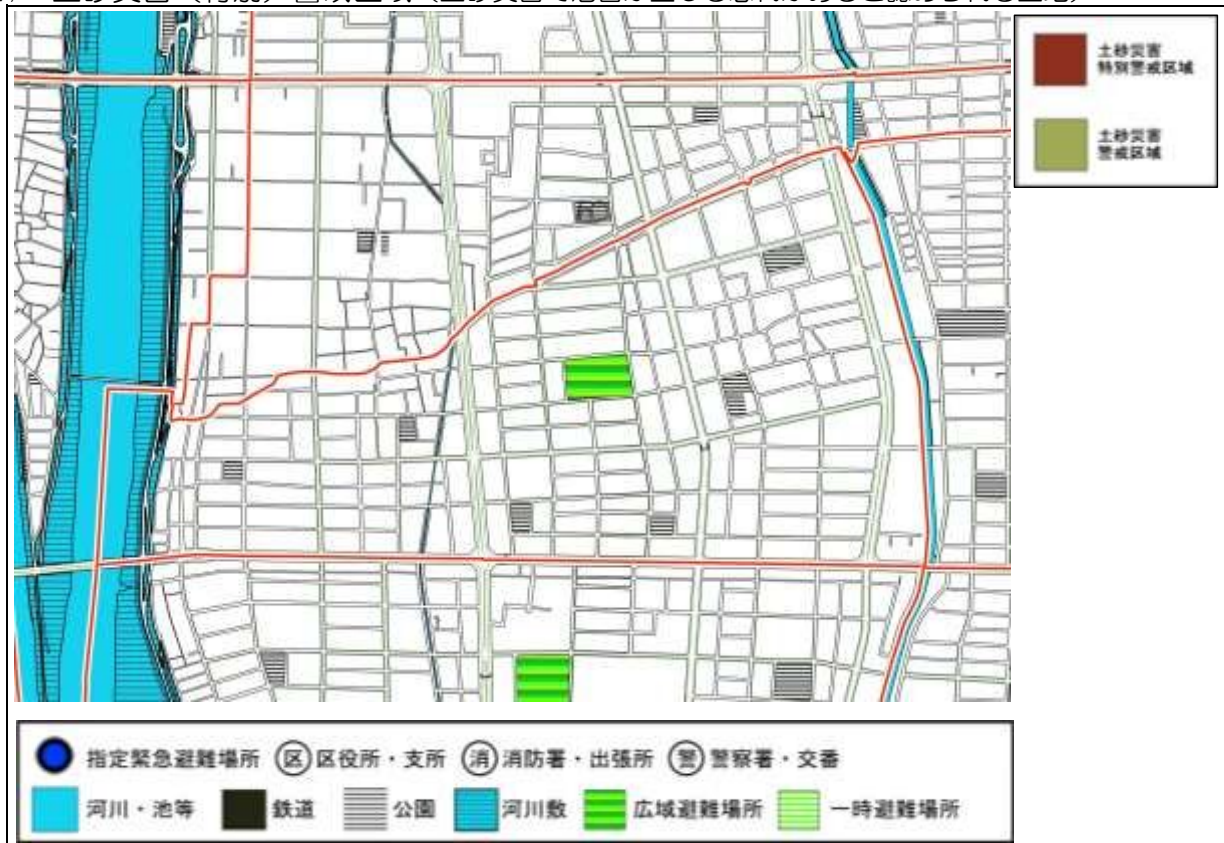 土砂災害
特別警戒区域
土砂災害
警戒区域
指定緊急避難場所 区 区役所・支所 消 消防署・出張所 警 警察署・交番
河川・池等 鉄道 公園 河川敷 広域避難場所 一時避難場所